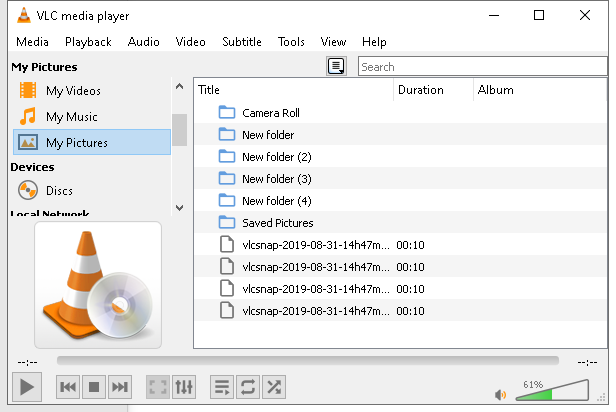 VLC media player
Media Playback Audio Video Subtitle Tools View Help
My Pictures
Search
My Videos
My Music
My Pictures
Devices
Discs
Local Network
Title Duration Album
Camera Roll
New folder
New folder (2)
New folder (3)
New folder (4)
Saved Pictures
vlcsnap-2019-08-31-14h47m... 00:10
vlcsnap-2019-08-31-14h47m... 00:10
vlcsnap-2019-08-31-14h47m... 00:10
vlcsnap-2019-08-31-14h47m... 00:10
--:-- --:--
61%